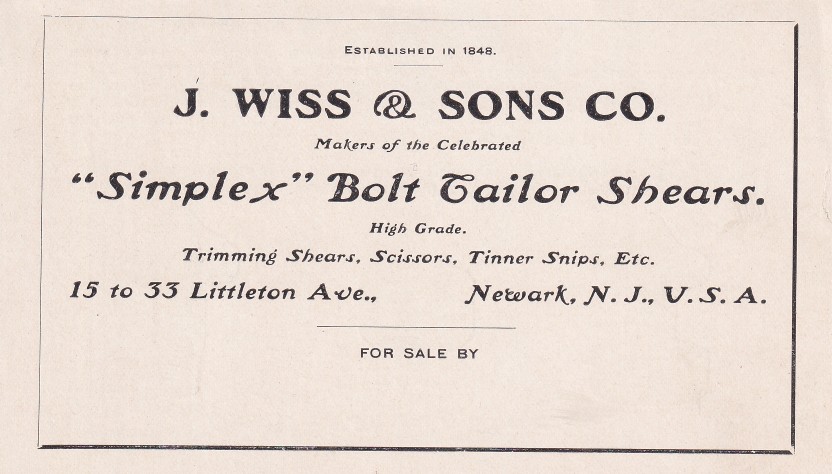 ESTABLISHED IN 1848.
J. WISS & SONS CO.
Makers of the Celebrated
"Simplex" Bolt Tailor Shears.
High Grade.
Trimming Shears, Scissors, Tinner Snips, Etc.
15 to 33 Littleton Ave., Newark, N. J., U. S. A.
FOR SALE BY